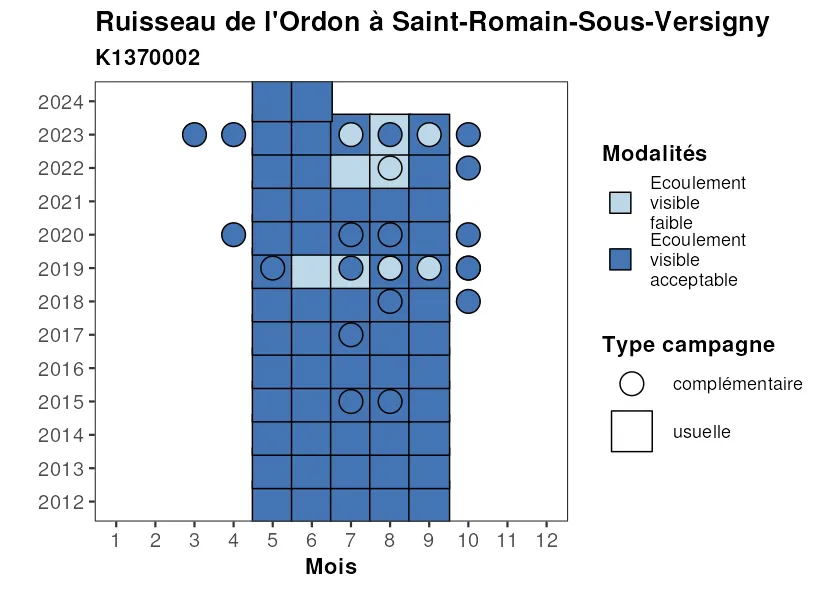 Ruisseau de l'Ordon à Saint-Romain-Sous-Versigny
K1370002
2024
2023
2022
2021
2020
2019
2018
2017
2016
2015
2014
2013
2012
1 2 3 4 5 6 7 8 9 10 11 12
Mois
Modalités
Ecoulement
visible
faible
Ecoulement
visible
acceptable
Type campagne
complémentaire
usuelle